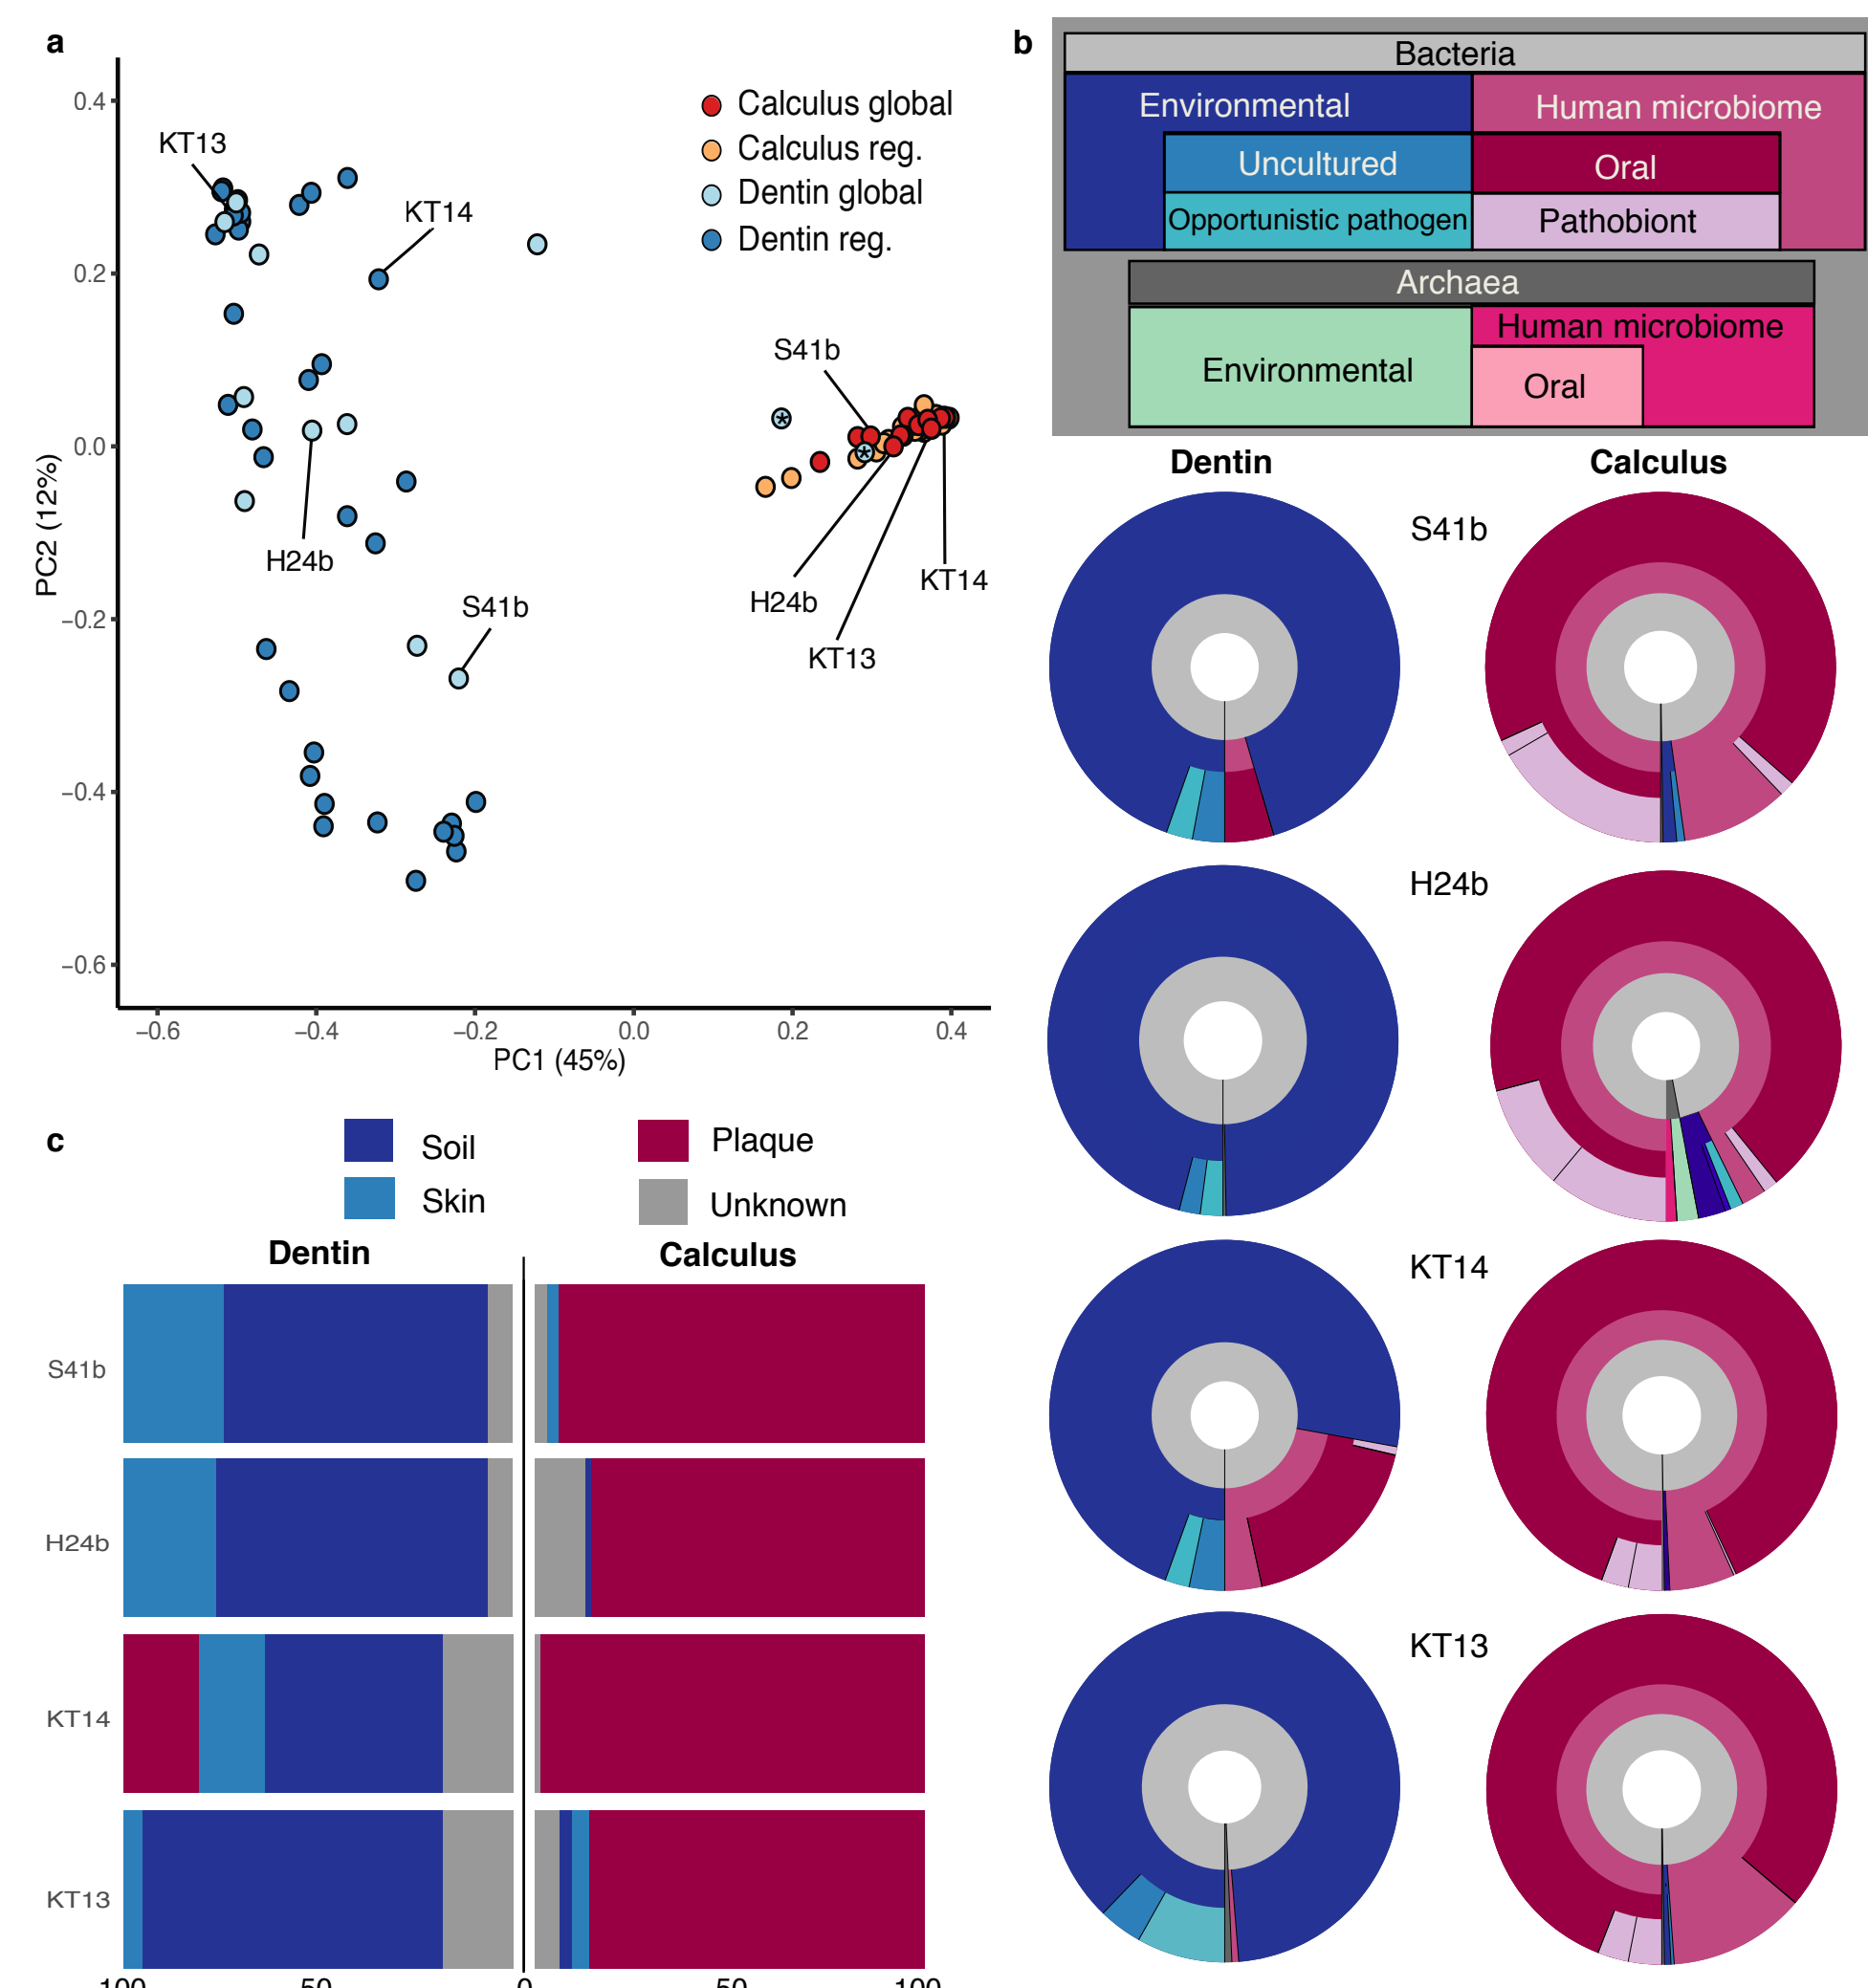 a
0.4
0.2
0.0
−0.2
−0.4
−0.6
PC2 (12%)
−0.6
−0.4
−0.2
0.0
0.2
0.4
PC1 (45%)
Calculus global
Calculus reg.
Dentin global
Dentin reg.
KT13
KT14
S41b
*
*
H24b
S41b
H24b
KT13
KT14
b
Bacteria
Environmental
Human microbiome
Uncultured
Oral
Opportunistic pathogen
Pathobiont
Archaea
Environmental
Human microbiome
Oral
Dentin
Calculus
S41b
H24b
KT14
KT13
c
Soil
Plaque
Skin
Unknown
Dentin
Calculus
S41b
H24b
KT14
KT13
100
50
0
50
100